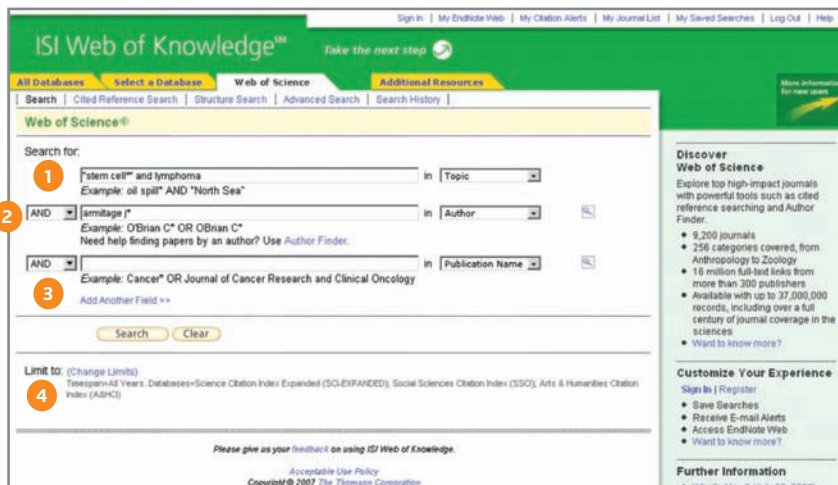 Sign In | My EndNote Web | My Citation Alerts | My Journal List | My Saved Searches | Log Out | Help
ISI Web of Knowledge℠ Take the next step
All Databases Select a Database Web of Science Additional Resources
More information
for new users
Search | Cited Reference Search | Structure Search | Advanced Search | Search History |
Web of Science®
Search for:
1 "stem cell*" and lymphoma in Topic
Example: oil spill* AND "North Sea"
2 AND armitage j* in Author
Example: O'Brian C* OR OBrian C*
Need help finding papers by an author? Use Author Finder.
AND in Publication Name
3 Example: Cancer* OR Journal of Cancer Research and Clinical Oncology
Add Another Field >>
Search Clear
Limit to: (Change Limits)
4 Timespan=All Years. Databases=Science Citation Index Expanded (SCI-EXPANDED); Social Sciences Citation Index (SSCI); Arts & Humanities Citation
Index (A&HCI)
Please give us your feedback on using ISI Web of Knowledge.
Acceptable Use Policy
Copyright © 2007 The Thomson Corporation
Discover
Web of Science
Explore top high-impact journals
with powerful tools such as cited
reference searching and Author
Finder.
9,200 journals
256 categories covered, from
Anthropology to Zoology
16 million full-text links from
more than 300 publishers
Available with up to 37,000,000
records, including over a full
century of journal coverage in the
sciences
Want to know more?
Customize Your Experience
Sign In | Register
Save Searches
Receive E-mail Alerts
Access EndNote Web
Want to know more?
Further Information